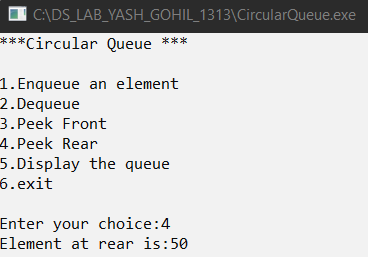 C:\DS_LAB_YASH_GOHIL_1313\CircularQueue.exe
***Circular Queue ***
1.Enqueue an element
2.Dequeue
3.Peek Front
4.Peek Rear
5.Display the queue
6.exit
Enter your choice:4
Element at rear is:50